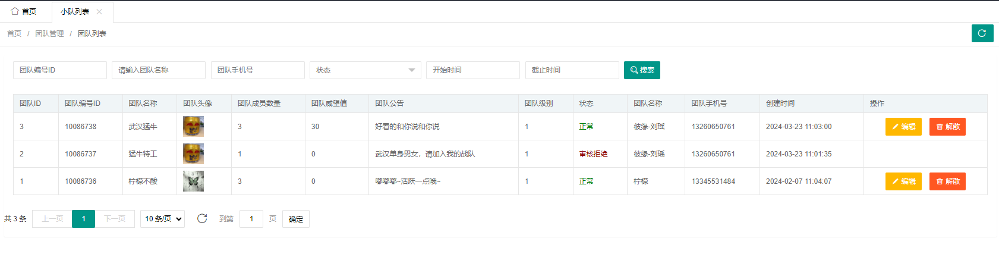 首页 小队列表
首页 / 团队管理 / 团队列表
团队编号ID 请输入团队名称 团队手机号 状态 开始时间 截止时间 搜索
团队ID 团队编号ID 团队名称 团队头像 团队成员数量 团队威望值 团队公告 团队级别 状态 团队名称 团队手机号 创建时间 操作
3 10086738 武汉猛牛 3 30 好看的和你说和你说 1 正常 彼缘-刘瑶 13260650761 2024-03-23 11:03:00 编辑 解散
2 10086737 猛牛特工 1 0 武汉单身男女，请加入我的战队 1 审核拒绝 彼缘-刘瑶 13260650761 2024-03-23 11:01:35
1 10086736 柠檬不酸 3 0 嘟嘟嘟~活跃一点哦~ 1 正常 柠檬 13345531484 2024-02-07 11:04:07 编辑 解散
共 3 条 上一页 1 下一页 10 条/页 到第 1 页 确定